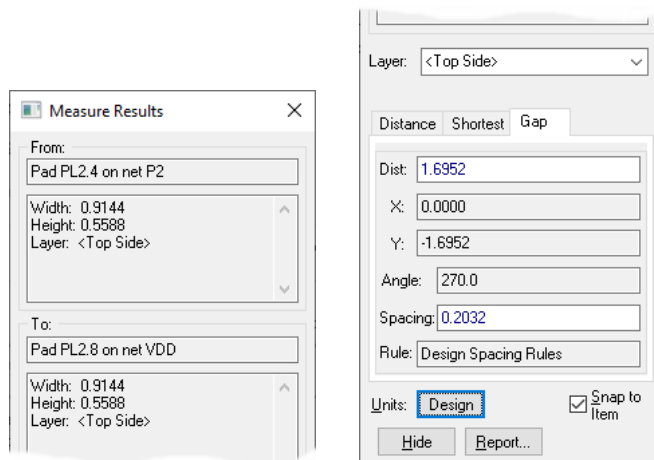 Measure Results
From:
Pad PL2.4 on net P2
Width: 0.9144
Height: 0.5588
Layer: <Top Side>
To:
Pad PL2.8 on net VDD
Width: 0.9144
Height: 0.5588
Layer: <Top Side>
Layer: <Top Side>
Distance Shortest Gap
Dist: 1.6952
X: 0.0000
Y: -1.6952
Angle: 270.0
Spacing: 0.2032
Rule: Design Spacing Rules
Units: Design Snap to
Item
Hide Report...